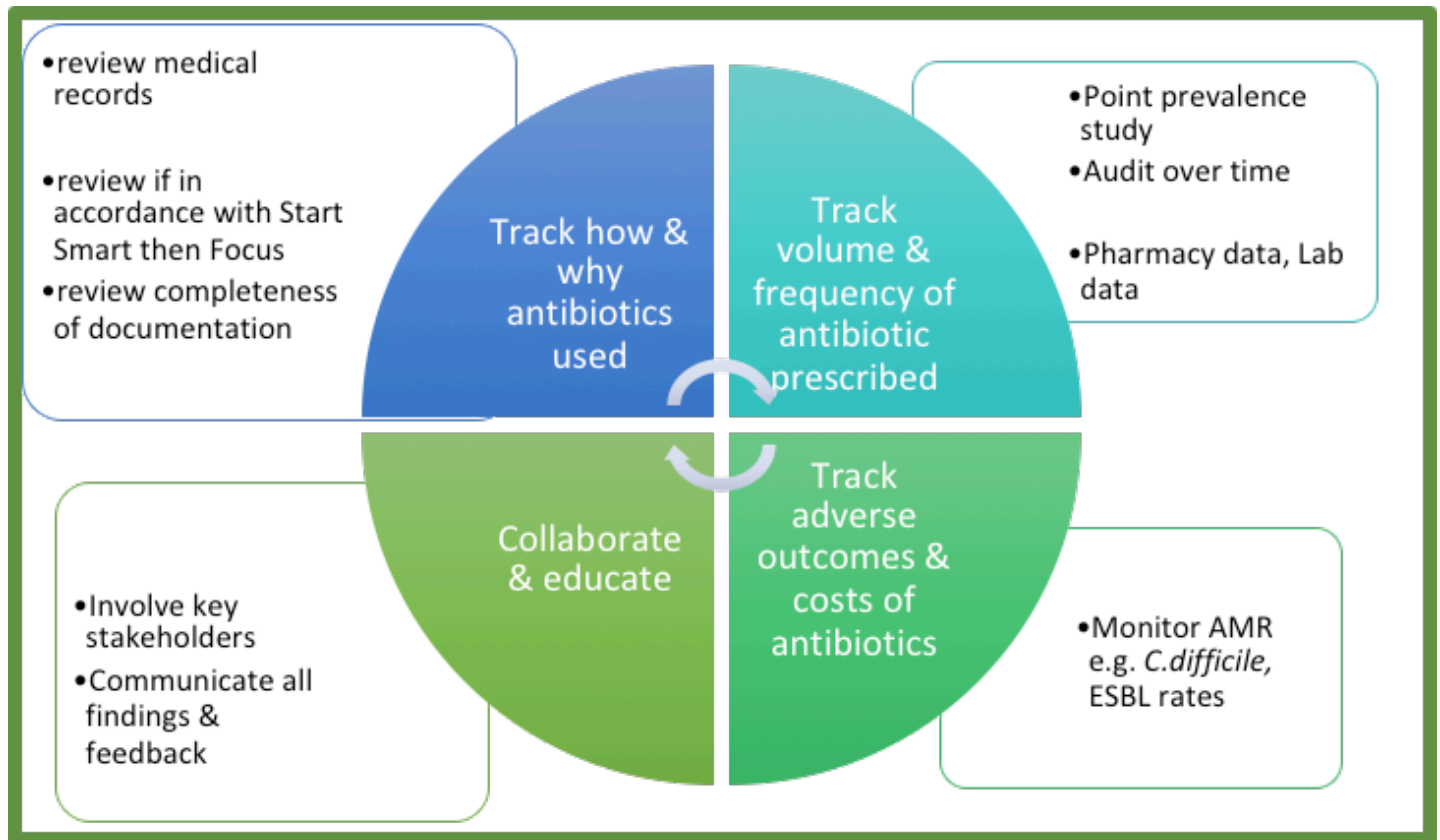 •review medical
records
•review if in
accordance with Start
Smart then Focus
•review completeness
of documentation
Track how &
why
antibiotics
used
Track
volume &
frequency of
antibiotic
prescribed
•Point prevalence
study
•Audit over time
•Pharmacy data, Lab
data
•Involve key
stakeholders
•Communicate all
findings &
feedback
Collaborate
& educate
Track
adverse
outcomes &
costs of
antibiotics
•Monitor AMR
e.g. C.difficile,
ESBL rates